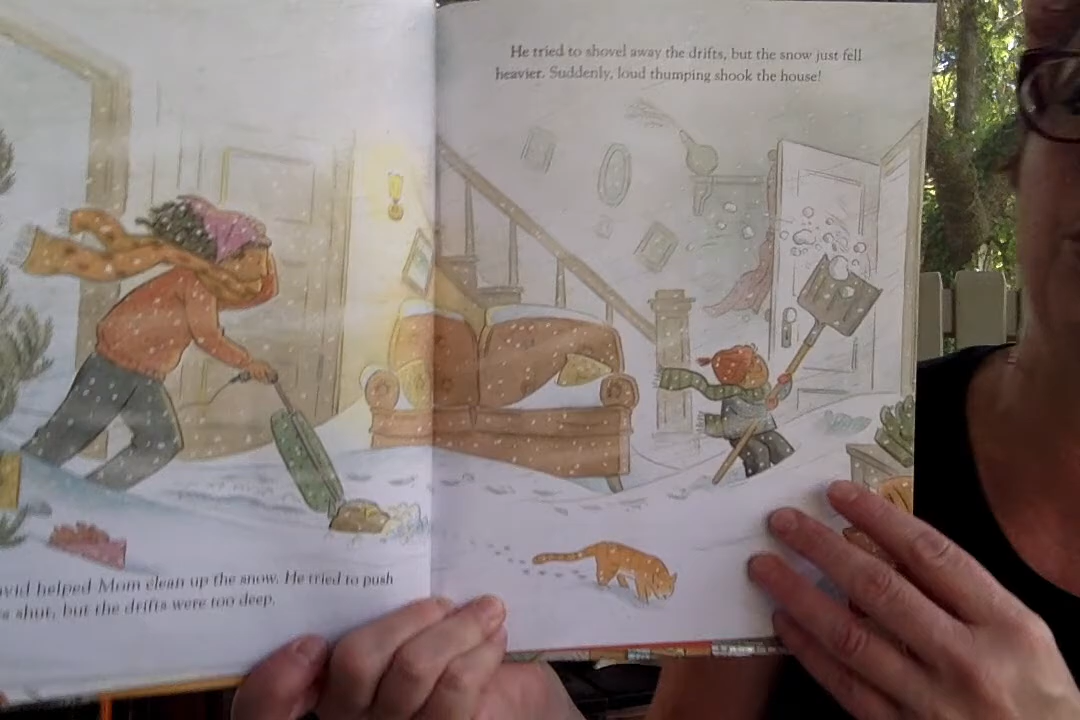 avid helped Mom clean up the snow. He tried to push
shut, but the drifts were too deep.
He tried to shovel away the drifts, but the snow just fell
heavier. Suddenly, loud thumping shook the house!